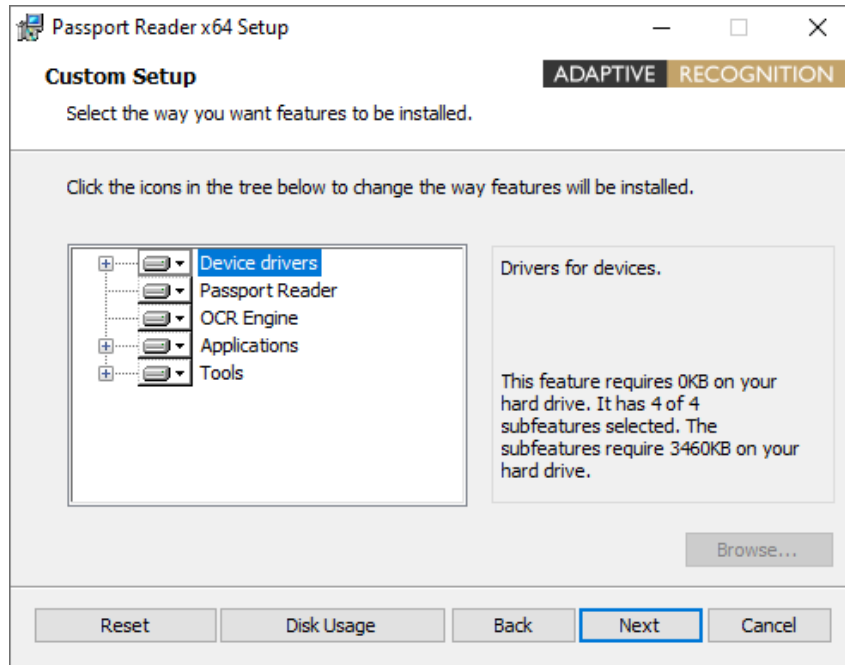 Passport Reader x64 Setup
Custom Setup
ADAPTIVE RECOGNITION
Select the way you want features to be installed.
Click the icons in the tree below to change the way features will be installed.
Device drivers
Passport Reader
OCR Engine
Applications
Tools
Drivers for devices.
This feature requires 0KB on your
hard drive. It has 4 of 4
subfeatures selected. The
subfeatures require 3460KB on your
hard drive.
Browse...
Reset
Disk Usage
Back
Next
Cancel